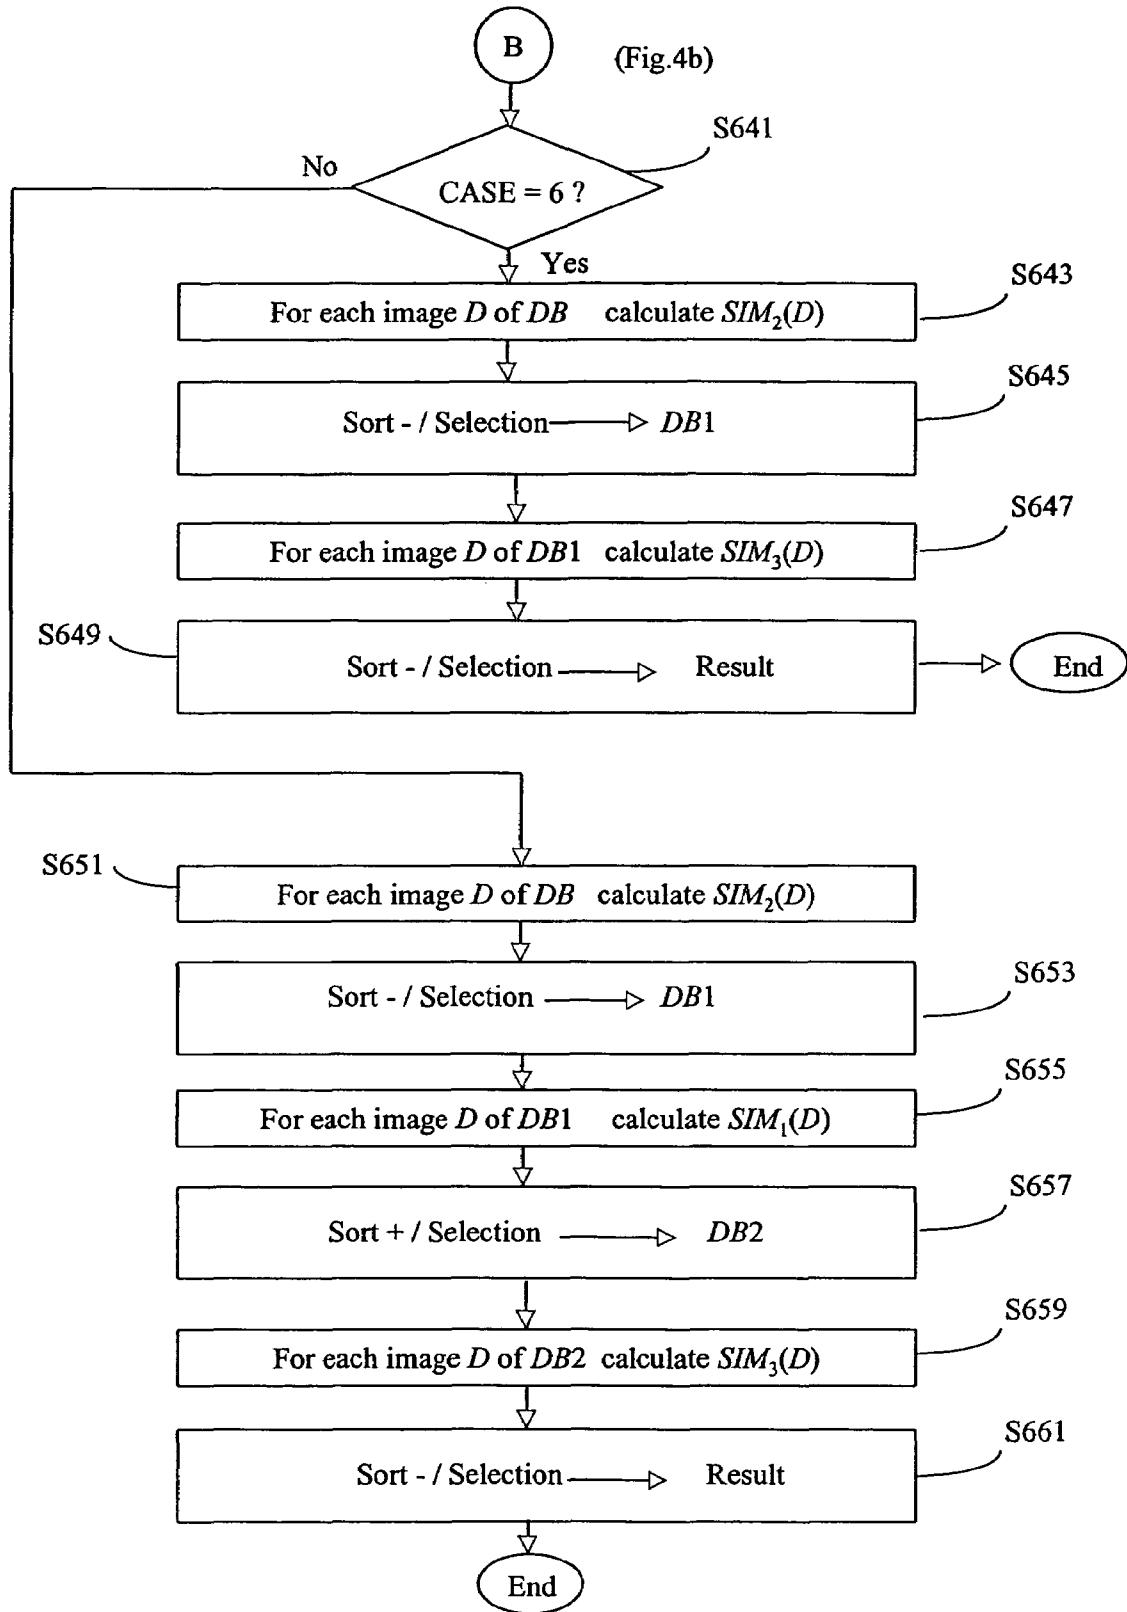 B
(Fig.4b)
S641
No
CASE = 6 ?
Yes
S643
For each image D of DB calculate SIM₂(D)
S645
Sort - / Selection DB1
S647
For each image D of DB1 calculate SIM₃(D)
S649
Sort - / Selection Result
End
S651
For each image D of DB calculate SIM₂(D)
S653
Sort - / Selection DB1
S655
For each image D of DB1 calculate SIM₁(D)
S657
Sort + / Selection DB2
S659
For each image D of DB2 calculate SIM₃(D)
S661
Sort - / Selection Result
End